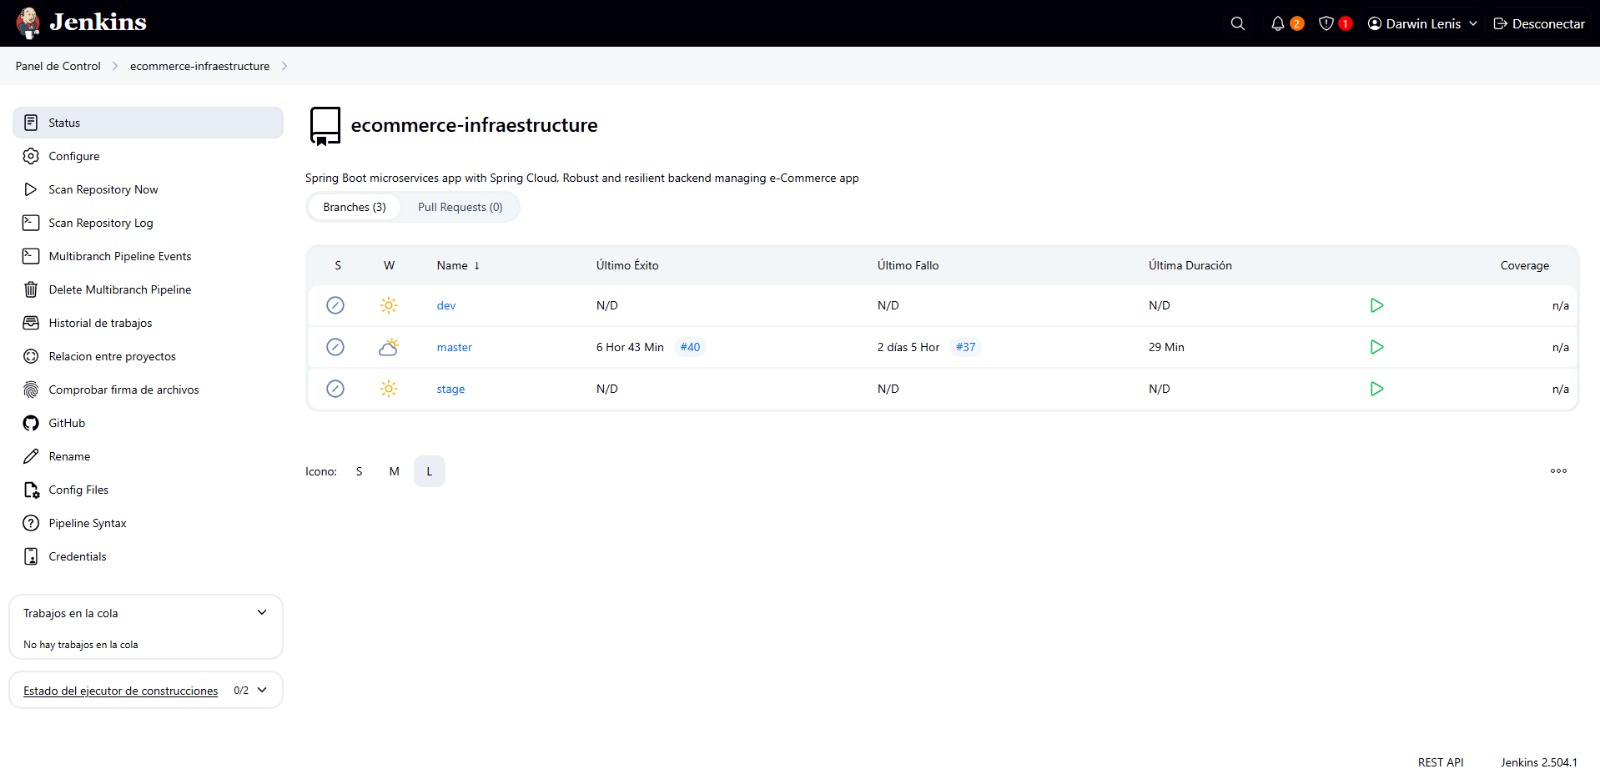 Jenkins
2
1
Darwin Lenis
Desconectar
Panel de Control
ecommerce-infraestructure
Status
Configure
Scan Repository Now
Scan Repository Log
Multibranch Pipeline Events
Delete Multibranch Pipeline
Historial de trabajos
Relacion entre proyectos
Comprobar firma de archivos
GitHub
Rename
Config Files
Pipeline Syntax
Credentials
Trabajos en la cola
No hay trabajos en la cola
Estado del ejecutor de construcciones 0/2
ecommerce-infraestructure
Spring Boot microservices app with Spring Cloud, Robust and resilient backend managing e-Commerce app
Branches (3) Pull Requests (0)
S W Name ↓ Último Éxito Último Fallo Última Duración Coverage
dev N/D N/D N/D n/a
master 6 Hor 43 Min #40 2 días 5 Hor #37 29 Min n/a
stage N/D N/D N/D n/a
Icono: S M L
REST API Jenkins 2.504.1